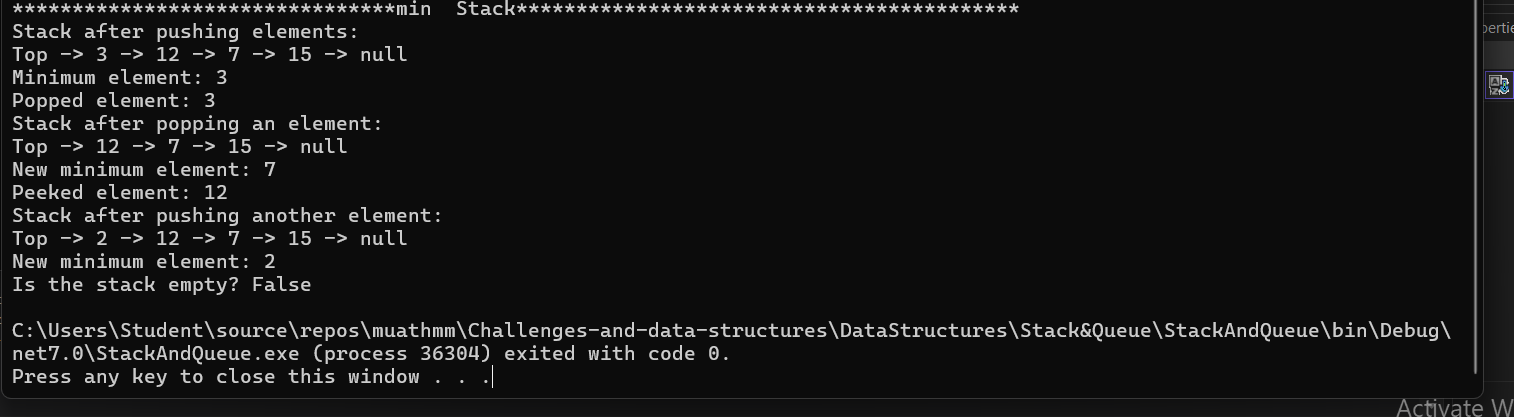 ********************************min  Stack******************************************
Stack after pushing elements:
Top -> 3 -> 12 -> 7 -> 15 -> null
Minimum element: 3
Popped element: 3
Stack after popping an element:
Top -> 12 -> 7 -> 15 -> null
New minimum element: 7
Peeked element: 12
Stack after pushing another element:
Top -> 2 -> 12 -> 7 -> 15 -> null
New minimum element: 2
Is the stack empty? False
C:\Users\Student\source\repos\muathmm\Challenges-and-data-structures\DataStructures\Stack&Queue\StackAndQueue\bin\Debug\
net7.0\StackAndQueue.exe (process 36304) exited with code 0.
Press any key to close this window . . .
Activate W